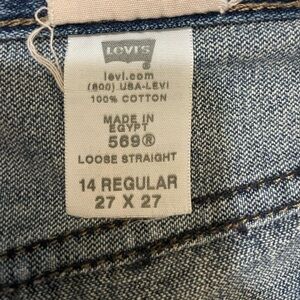 LEVI'S
levi.com
(800) USA-LEVI
100% COTTON
MADE IN
EGYPT
569®
LOOSE STRAIGHT
14 REGULAR
27 X 27